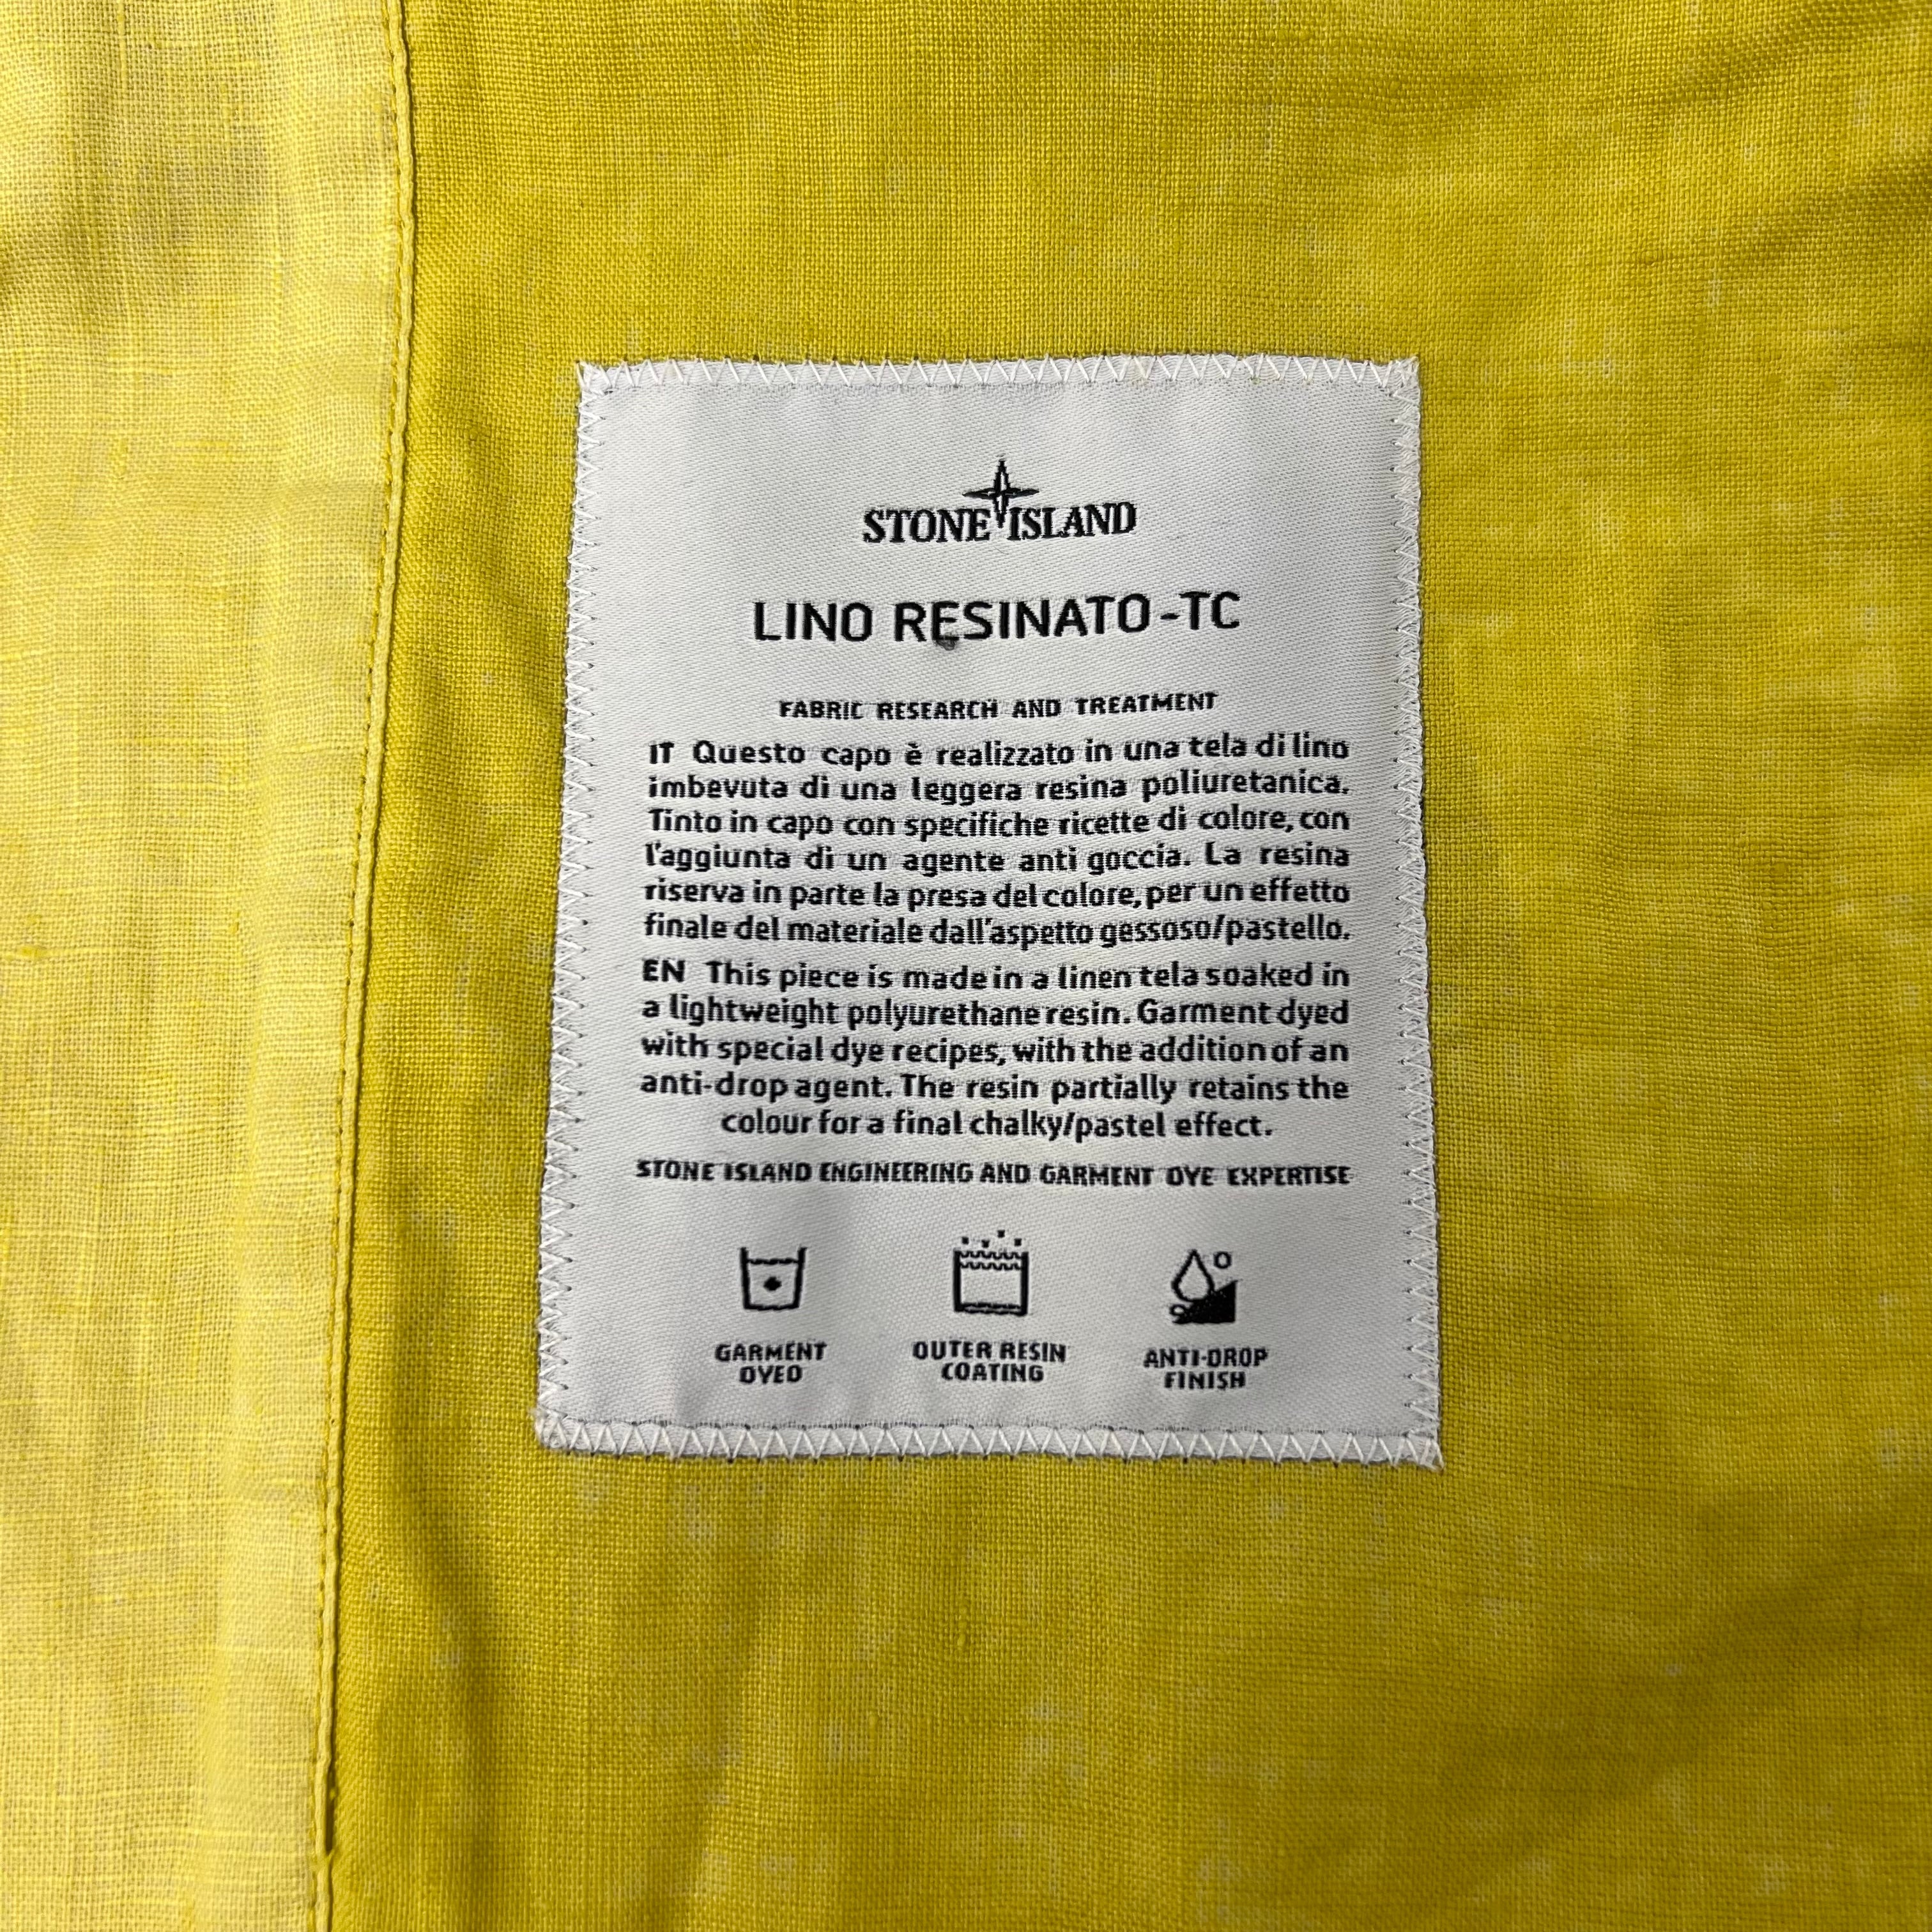 STONE ISLAND
LINO RESINATO-TC
FABRIC RESEARCH AND TREATMENT
IT Questo capo è realizzato in una tela di lino
imbevuta di una leggera resina poliuretanica.
Tinto in capo con specifiche ricette di colore, con
l'aggiunta di un agente anti goccia. La resina
riserva in parte la presa del colore, per un effetto
finale del materiale dall'aspetto gessoso/pastello.
EN This piece is made in a linen tela soaked in
a lightweight polyurethane resin. Garment dyed
with special dye recipes, with the addition of an
anti-drop agent. The resin partially retains the
colour for a final chalky/pastel effect.
STONE ISLAND ENGINEERING AND GARMENT DYE EXPERTISE
GARMENT
DYED
OUTER RESIN
COATING
ANTI-DROP
FINISH